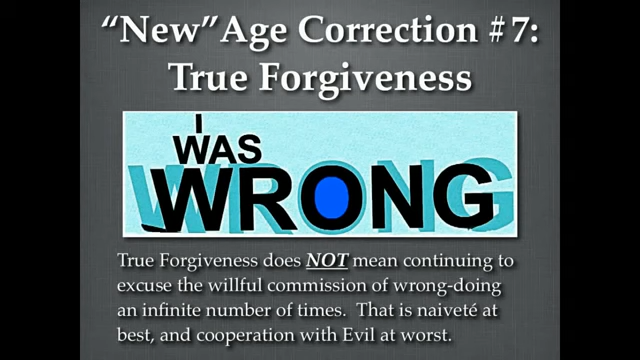 “New”Age Correction #7:
True Forgiveness
I
WAS
WRONG
True Forgiveness does NOT mean continuing to
excuse the willful commission of wrong-doing
an infinite number of times.  That is naiveté at
best, and cooperation with Evil at worst.